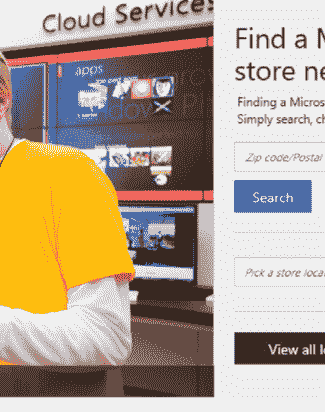 Cloud Services
apps
Find a M
store ne
Finding a Micros
Simply search, ch
Zip code/Postal
Search
Pick a store loca
View all l